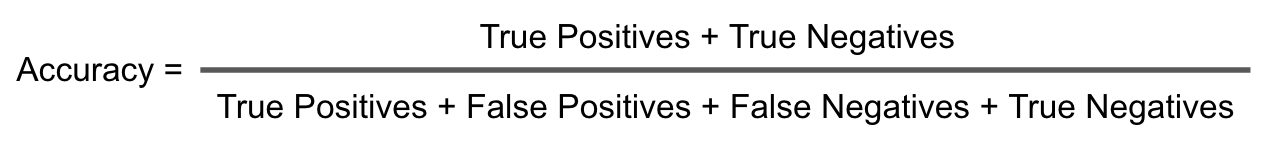 True Positives + True Negatives
Accuracy =
True Positives + False Positives + False Negatives + True Negatives